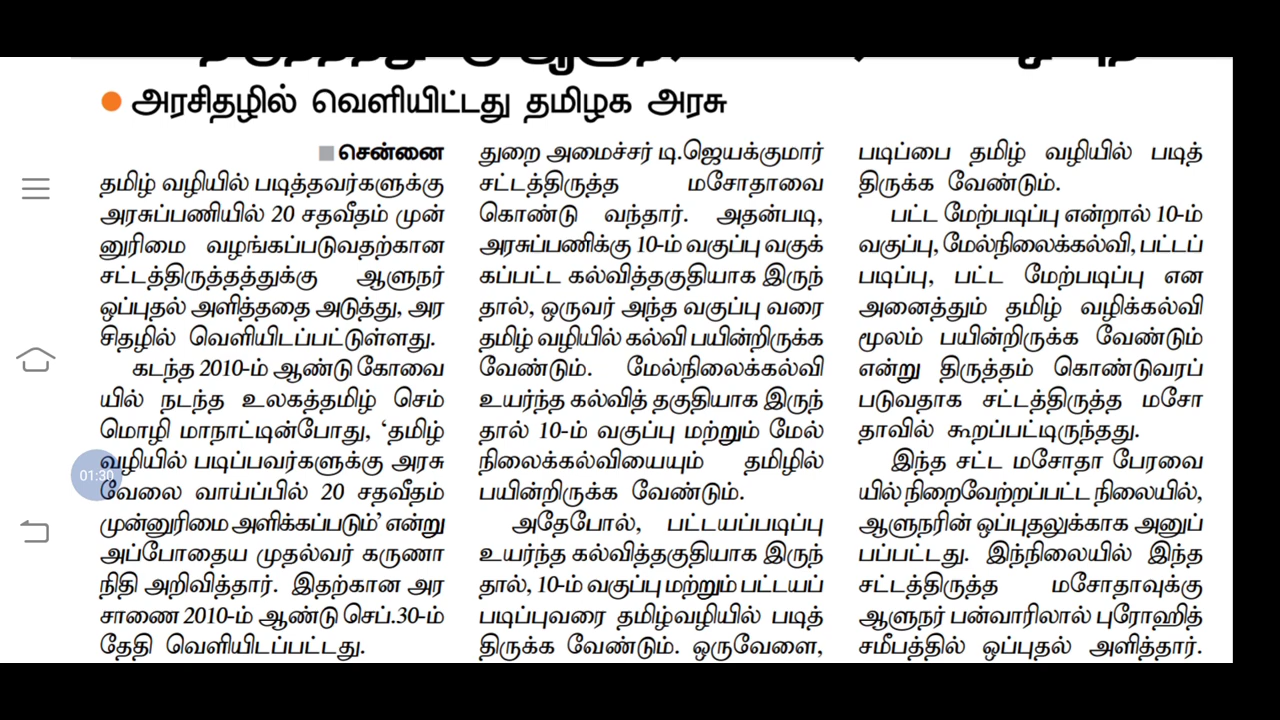 அரசிதழில் வெளியிட்டது தமிழக அரசு
சென்னை
தமிழ் வழியில் படித்தவர்களுக்கு
அரசுப்பணியில் 20 சதவீதம் முன்
னுரிமை வழங்கப்படுவதற்கான
சட்டத்திருத்தத்துக்கு ஆளுநர்
ஒப்புதல் அளித்ததை அடுத்து, அர
சிதழில் வெளியிடப்பட்டுள்ளது.
கடந்த 2010-ம் ஆண்டு கோவை
யில் நடந்த உலகத்தமிழ் செம்
மொழி மாநாட்டின்போது, ‘தமிழ்
வழியில் படிப்பவர்களுக்கு அரசு
வேலை வாய்ப்பில் 20 சதவீதம்
முன்னுரிமை அளிக்கப்படும்’ என்று
அப்போதைய முதல்வர் கருணா
நிதி அறிவித்தார். இதற்கான அர
சாணை 2010-ம் ஆண்டு செப்.30-ம்
தேதி வெளியிடப்பட்டது.
துறை அமைச்சர் டி.ஜெயக்குமார்
சட்டத்திருத்த மசோதாவை
கொண்டு வந்தார். அதன்படி,
அரசுப்பணிக்கு 10-ம் வகுப்பு வகுக்
கப்பட்ட கல்வித்தகுதியாக இருந்
தால், ஒருவர் அந்த வகுப்பு வரை
தமிழ் வழியில் கல்வி பயின்றிருக்க
வேண்டும். மேல்நிலைக்கல்வி
உயர்ந்த கல்வித் தகுதியாக இருந்
தால் 10-ம் வகுப்பு மற்றும் மேல்
நிலைக்கல்வியையும் தமிழில்
பயின்றிருக்க வேண்டும்.
அதேபோல், பட்டயப்படிப்பு
உயர்ந்த கல்வித்தகுதியாக இருந்
தால், 10-ம் வகுப்பு மற்றும் பட்டயப்
படிப்புவரை தமிழ்வழியில் படித்
திருக்க வேண்டும். ஒருவேளை,
படிப்பை தமிழ் வழியில் படித்
திருக்க வேண்டும்.
பட்ட மேற்படிப்பு என்றால் 10-ம்
வகுப்பு, மேல்நிலைக்கல்வி, பட்டப்
படிப்பு, பட்ட மேற்படிப்பு என
அனைத்தும் தமிழ் வழிக்கல்வி
மூலம் பயின்றிருக்க வேண்டும்
என்று திருத்தம் கொண்டுவரப்
படுவதாக சட்டத்திருத்த மசோ
தாவில் கூறப்பட்டிருந்தது.
இந்த சட்ட மசோதா பேரவை
யில் நிறைவேற்றப்பட்ட நிலையில்,
ஆளுநரின் ஒப்புதலுக்காக அனுப்
பப்பட்டது. இந்நிலையில் இந்த
சட்டத்திருத்த மசோதாவுக்கு
ஆளுநர் பன்வாரிலால் புரோஹித்
சமீபத்தில் ஒப்புதல் அளித்தார்.
01:30